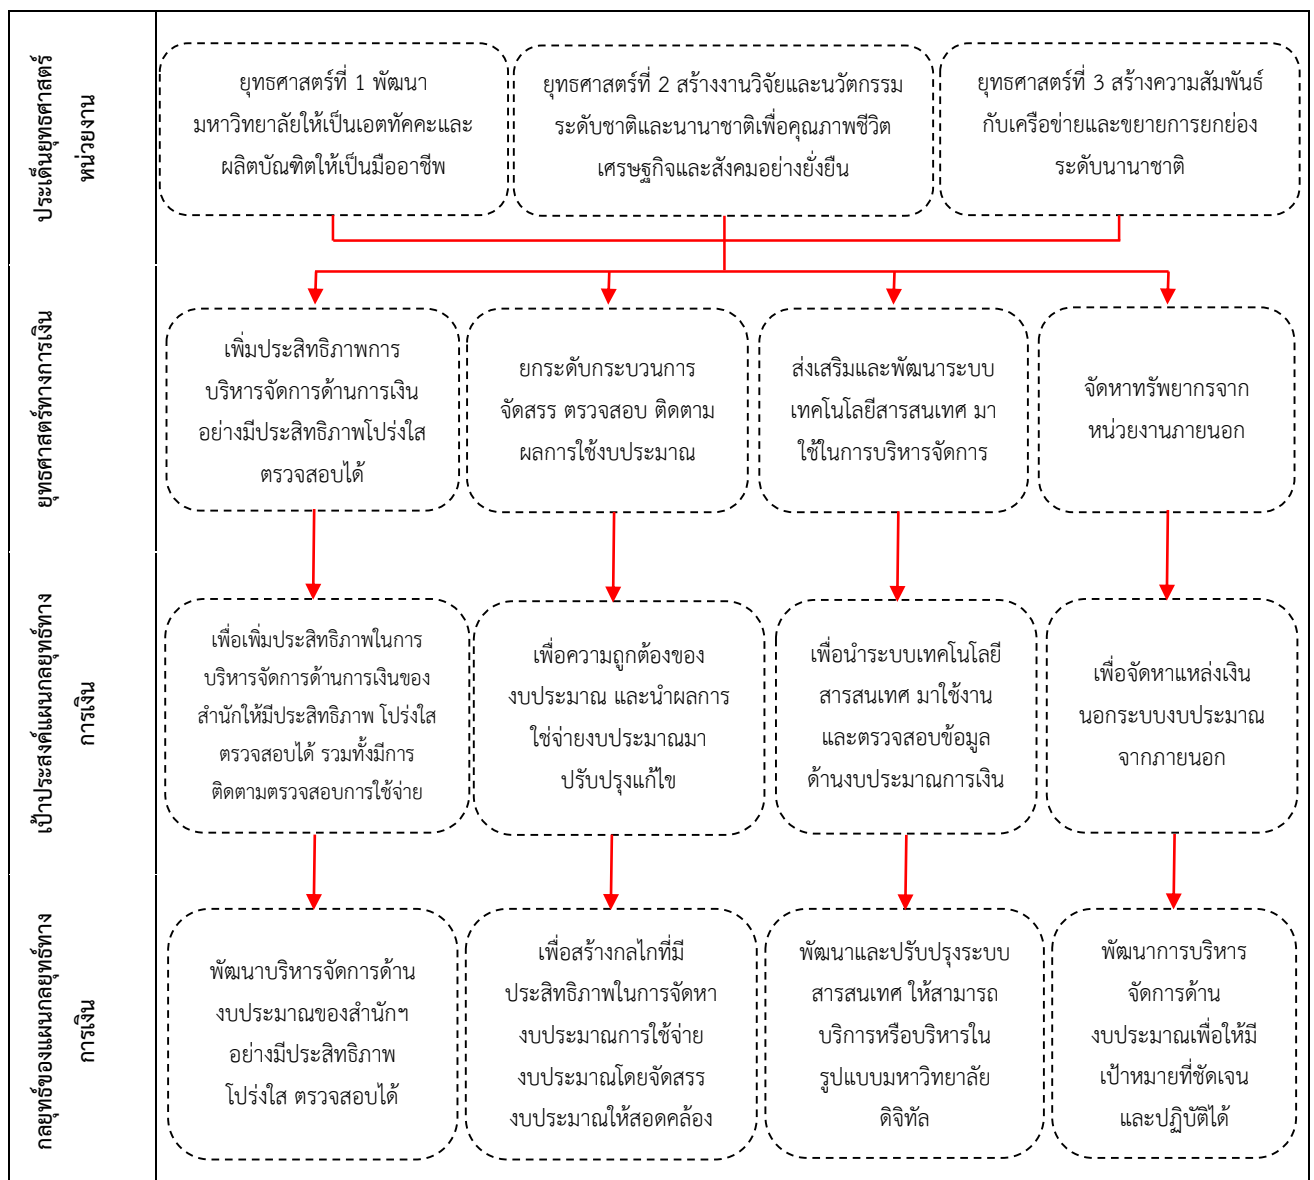 ประเด็นยุทธศาสตร์
หน่วยงาน
ยุทธศาสตร์ที่ 1 พัฒนา
มหาวิทยาลัยให้เป็นเอตทัคคะและ
ผลิตบัณฑิตให้เป็นมืออาชีพ
ยุทธศาสตร์ที่ 2 สร้างงานวิจัยและนวัตกรรม
ระดับชาติและนานาชาติเพื่อคุณภาพชีวิต
เศรษฐกิจและสังคมอย่างยั่งยืน
ยุทธศาสตร์ที่ 3 สร้างความสัมพันธ์
กับเครือข่ายและขยายการยกย่อง
ระดับนานาชาติ
ยุทธศาสตร์ทางการเงิน
เพิ่มประสิทธิภาพการ
บริหารจัดการด้านการเงิน
อย่างมีประสิทธิภาพโปร่งใส
ตรวจสอบได้
ยกระดับกระบวนการ
จัดสรร ตรวจสอบ ติดตาม
ผลการใช้งบประมาณ
ส่งเสริมและพัฒนาระบบ
เทคโนโลยีสารสนเทศ มา
ใช้ในการบริหารจัดการ
จัดหาทรัพยากรจาก
หน่วยงานภายนอก
เป้าประสงค์แผนกลยุทธ์ทาง
การเงิน
เพื่อเพิ่มประสิทธิภาพในการ
บริหารจัดการด้านการเงินของ
สำนักให้มีประสิทธิภาพ โปร่งใส
ตรวจสอบได้ รวมทั้งมีการ
ติดตามตรวจสอบการใช้จ่าย
เพื่อความถูกต้องของ
งบประมาณ และนำผลการ
ใช่จ่ายงบประมาณมา
ปรับปรุงแก้ไข
เพื่อนำระบบเทคโนโลยี
สารสนเทศ มาใช้งาน
และตรวจสอบข้อมูล
ด้านงบประมาณการเงิน
เพื่อจัดหาแหล่งเงิน
นอกระบบงบประมาณ
จากภายนอก
กลยุทธ์ของแผนกลยุทธ์ทาง
การเงิน
พัฒนาบริหารจัดการด้าน
งบประมาณของสำนักฯ
อย่างมีประสิทธิภาพ
โปร่งใส ตรวจสอบได้
เพื่อสร้างกลไกที่มี
ประสิทธิภาพในการจัดหา
งบประมาณการใช้จ่าย
งบประมาณโดยจัดสรร
งบประมาณให้สอดคล้อง
พัฒนาและปรับปรุงระบบ
สารสนเทศ ให้สามารถ
บริการหรือบริหารใน
รูปแบบมหาวิทยาลัย
ดิจิทัล
พัฒนาการบริหาร
จัดการด้าน
งบประมาณเพื่อให้มี
เป้าหมายที่ชัดเจน
และปฏิบัติได้